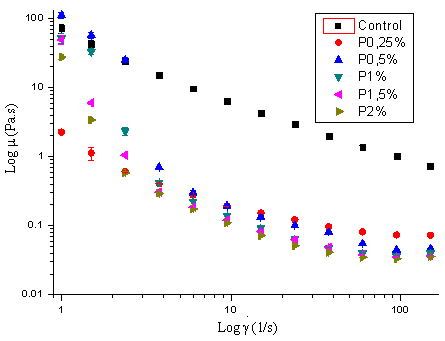 Control
P0,25%
P0,5%
P1%
P1,5%
P2%
100
10
1
0.1
0.01
Log μ (Pa.s)
1
10
100
Log γ (1/s)